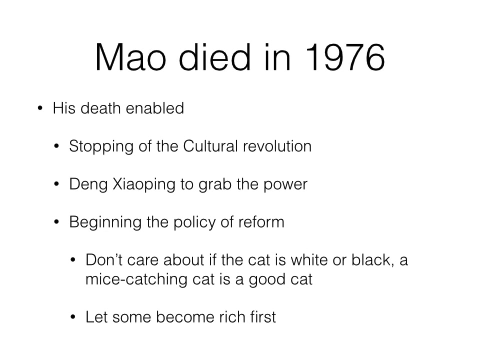 Mao died in 1976
• His death enabled
• Stopping of the Cultural revolution
• Deng Xiaoping to grab the power
• Beginning the policy of reform
• Don’t care about if the cat is white or black, a
mice-catching cat is a good cat
• Let some become rich first